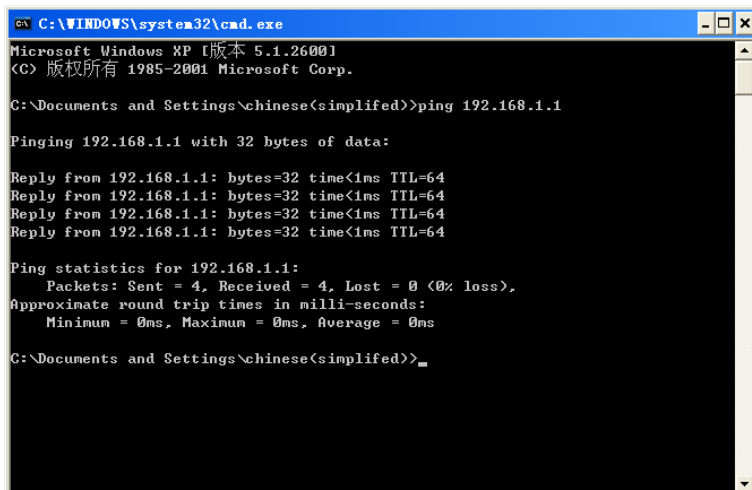 C:\WINDOWS\system32\cmd.exe
Microsoft Windows XP [版本 5.1.2600]
(C) 版权所有 1985-2001 Microsoft Corp.
C:\Documents and Settings\chinese(simplifed)>ping 192.168.1.1
Pinging 192.168.1.1 with 32 bytes of data:
Reply from 192.168.1.1: bytes=32 time<1ms TTL=64
Reply from 192.168.1.1: bytes=32 time<1ms TTL=64
Reply from 192.168.1.1: bytes=32 time<1ms TTL=64
Reply from 192.168.1.1: bytes=32 time<1ms TTL=64
Ping statistics for 192.168.1.1:
Packets: Sent = 4, Received = 4, Lost = 0 (0% loss),
Approximate round trip times in milli-seconds:
Minimum = 0ms, Maximum = 0ms, Average = 0ms
C:\Documents and Settings\chinese(simplifed)>_